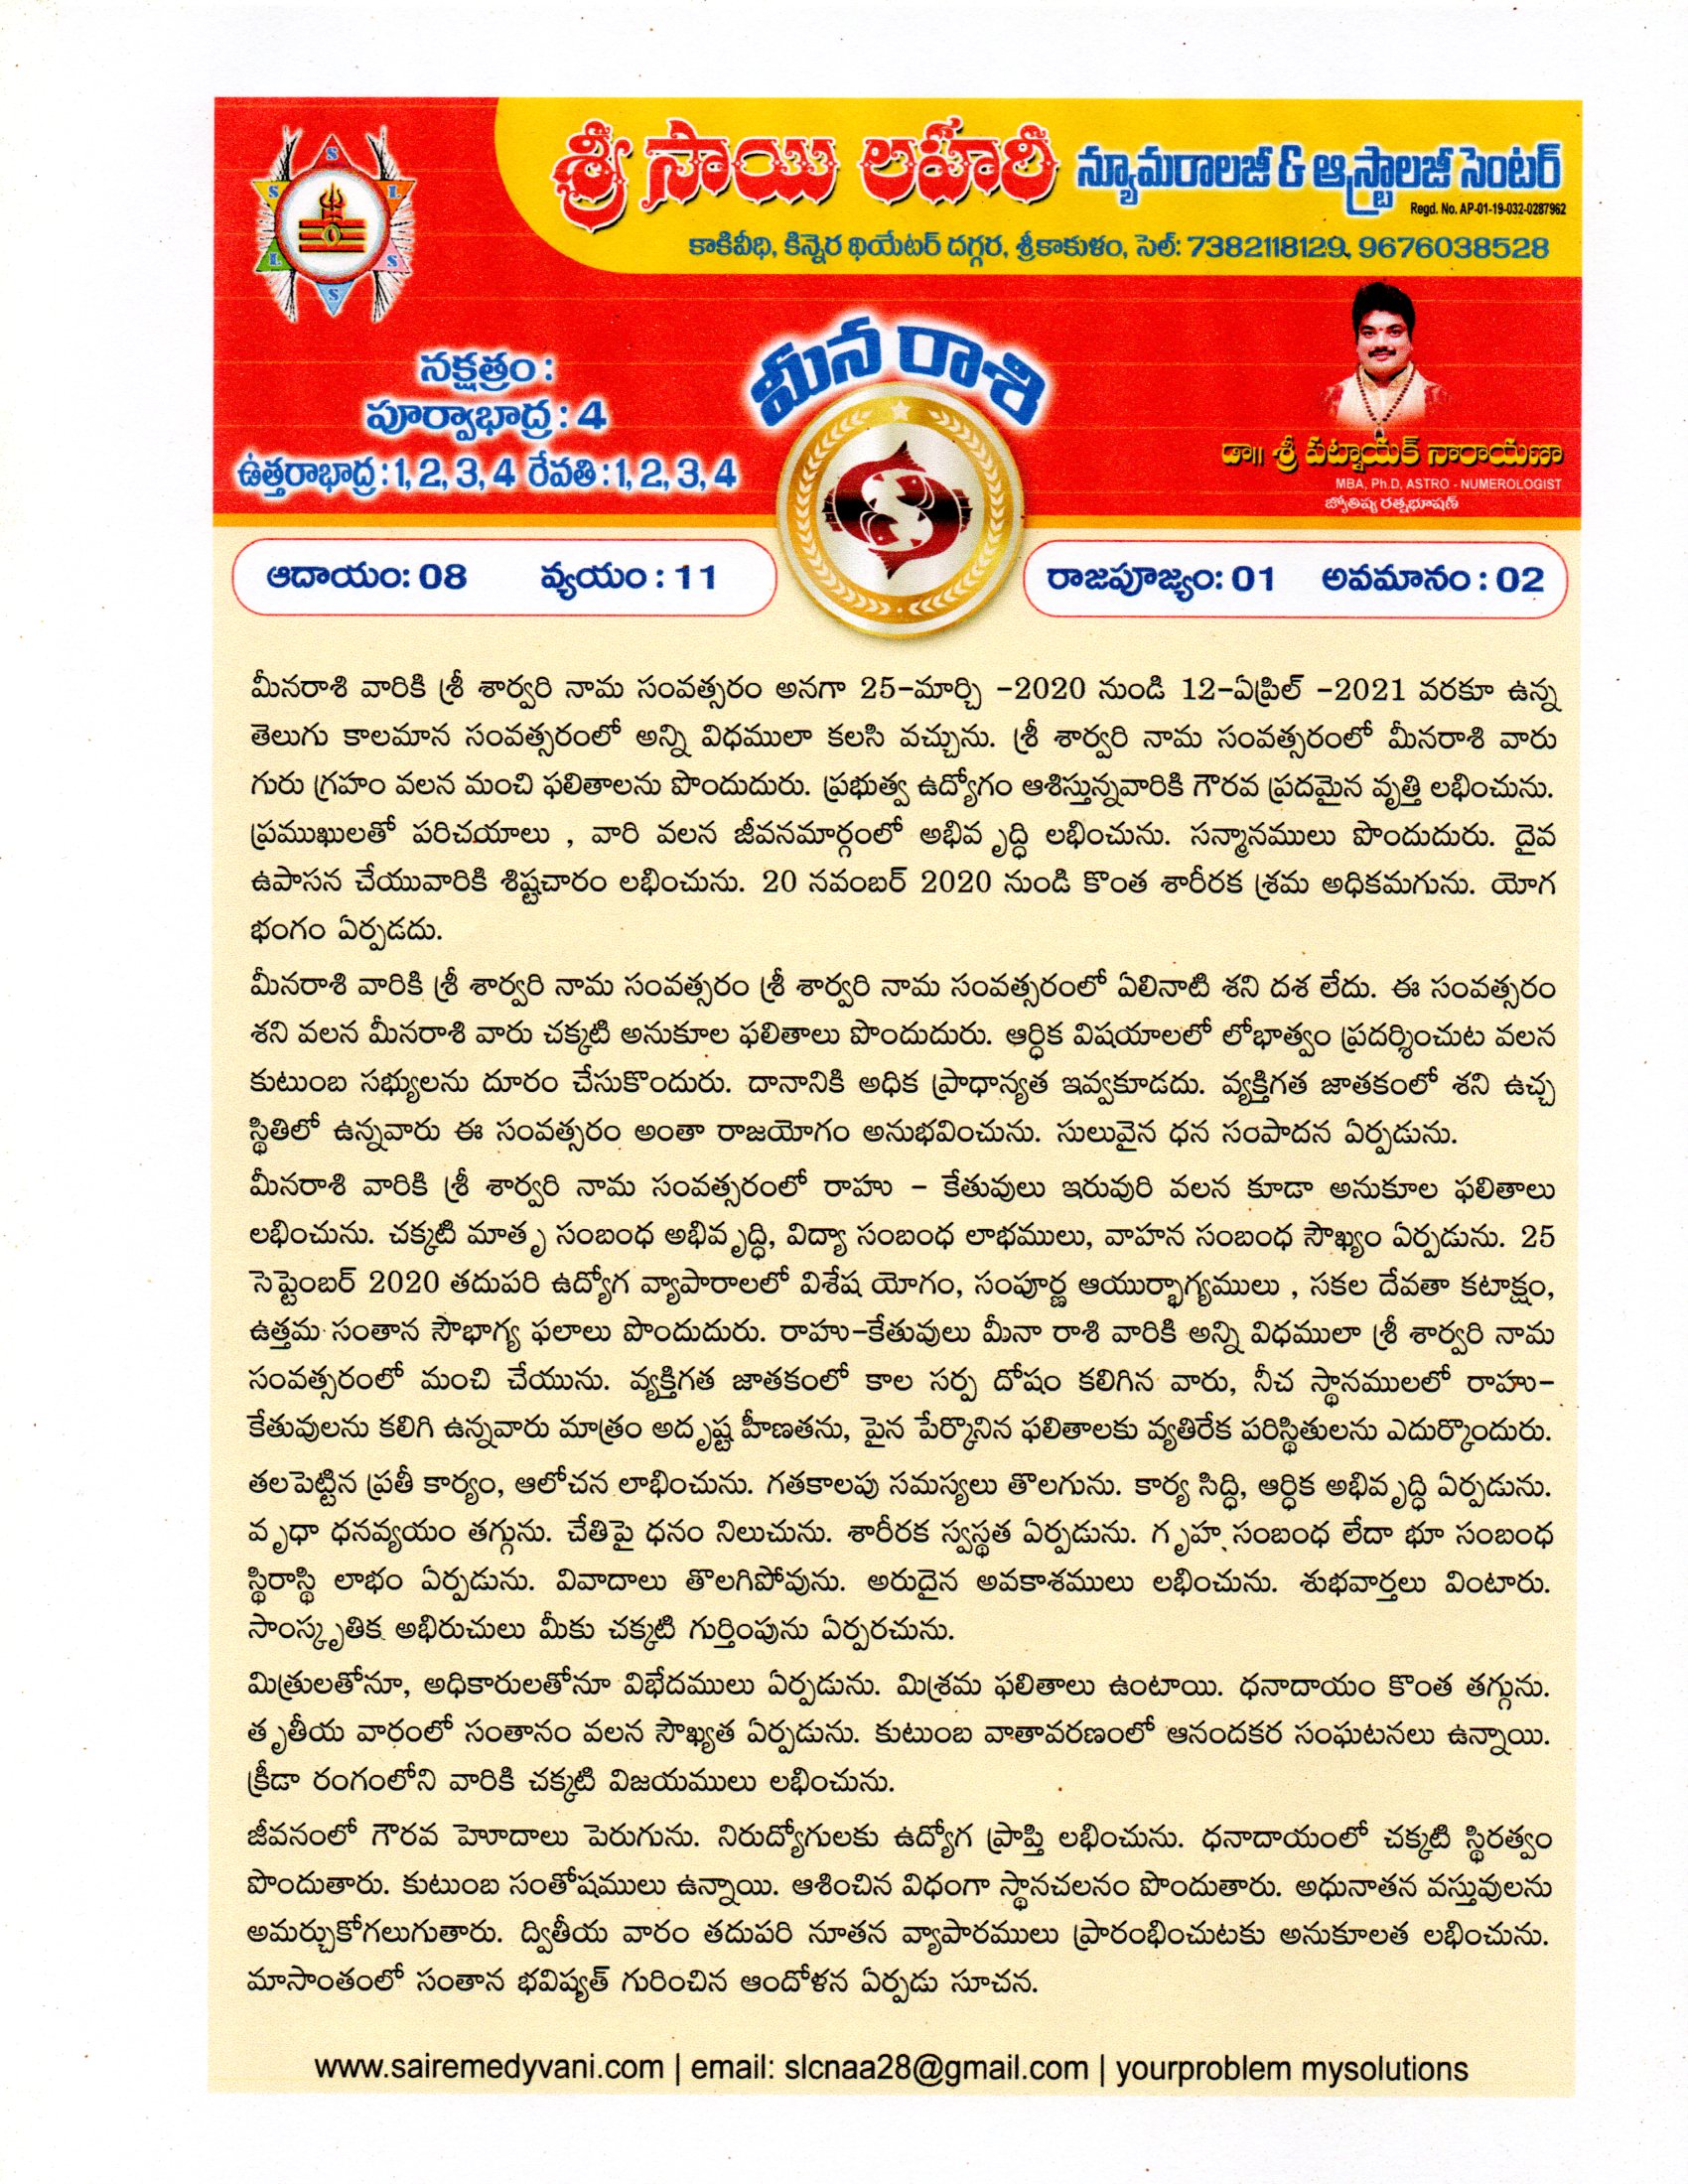 శ్రీ సాయి లహరి న్యూమరాలజీ & ఆస్ట్రాలజీ సెంటర్
Regd. No. AP-01-19-032-0287962
కాకివీధి, కిన్నెర థియేటర్ దగ్గర, శ్రీకాకుళం, సెల్: 7382118129, 9676038528
S
S L
L S
S
మీన రాశి
నక్షత్రం :
పూర్వాభాద్ర : 4
ఉత్తరాభాద్ర : 1, 2, 3, 4 రేవతి : 1, 2, 3, 4
డా॥ శ్రీ పట్నాయక్ నారాయణా
MBA, Ph.D, ASTRO - NUMEROLOGIST
జ్యోతిష్య రత్నభూషణ్
ఆదాయం: 08 వ్యయం : 11 రాజపూజ్యం: 01 అవమానం : 02
మీనరాశి వారికి శ్రీ శార్వరి నామ సంవత్సరం అనగా 25-మార్చి -2020 నుండి 12-ఏప్రిల్ -2021 వరకూ ఉన్న
తెలుగు కాలమాన సంవత్సరంలో అన్ని విధములా కలసి వచ్చును. శ్రీ శార్వరి నామ సంవత్సరంలో మీనరాశి వారు
గురు గ్రహం వలన మంచి ఫలితాలను పొందుదురు. ప్రభుత్వ ఉద్యోగం ఆశిస్తున్నవారికి గౌరవ ప్రదమైన వృత్తి లభించును.
ప్రముఖులతో పరిచయాలు , వారి వలన జీవనమార్గంలో అభివృద్ధి లభించును. సన్మానములు పొందుదురు. దైవ
ఉపాసన చేయువారికి శిష్టచారం లభించును. 20 నవంబర్ 2020 నుండి కొంత శారీరక శ్రమ అధికమగును. యోగ
భంగం ఏర్పడదు.
మీనరాశి వారికి శ్రీ శార్వరి నామ సంవత్సరం శ్రీ శార్వరి నామ సంవత్సరంలో ఏలినాటి శని దశ లేదు. ఈ సంవత్సరం
శని వలన మీనరాశి వారు చక్కటి అనుకూల ఫలితాలు పొందుదురు. ఆర్ధిక విషయాలలో లోభాత్వం ప్రదర్శించుట వలన
కుటుంబ సభ్యులను దూరం చేసుకొందురు. దానానికి అధిక ప్రాధాన్యత ఇవ్వకూడదు. వ్యక్తిగత జాతకంలో శని ఉచ్చ
స్థితిలో ఉన్నవారు ఈ సంవత్సరం అంతా రాజయోగం అనుభవించును. సులువైన ధన సంపాదన ఏర్పడును.
మీనరాశి వారికి శ్రీ శార్వరి నామ సంవత్సరంలో రాహు - కేతువులు ఇరువురి వలన కూడా అనుకూల ఫలితాలు
లభించును. చక్కటి మాతృ సంబంధ అభివృద్ధి, విద్యా సంబంధ లాభములు, వాహన సంబంధ సౌఖ్యం ఏర్పడును. 25
సెప్టెంబర్ 2020 తదుపరి ఉద్యోగ వ్యాపారాలలో విశేష యోగం, సంపూర్ణ ఆయుర్భాగ్యములు , సకల దేవతా కటాక్షం,
ఉత్తమ సంతాన సౌభాగ్య ఫలాలు పొందుదురు. రాహు-కేతువులు మీనా రాశి వారికి అన్ని విధములా శ్రీ శార్వరి నామ
సంవత్సరంలో మంచి చేయును. వ్యక్తిగత జాతకంలో కాల సర్ప దోషం కలిగిన వారు, నీచ స్థానములలో రాహు-
కేతువులను కలిగి ఉన్నవారు మాత్రం అదృష్ట హీణతను, పైన పేర్కొనిన ఫలితాలకు వ్యతిరేక పరిస్థితులను ఎదుర్కొందురు.
తలపెట్టిన ప్రతీ కార్యం, ఆలోచన లాభించును. గతకాలపు సమస్యలు తొలగును. కార్య సిద్ధి, ఆర్ధిక అభివృద్ధి ఏర్పడును.
వృధా ధనవ్యయం తగ్గును. చేతిపై ధనం నిలుచును. శారీరక స్వస్థత ఏర్పడును. గృహ సంబంధ లేదా భూ సంబంధ
స్థిరాస్థి లాభం ఏర్పడును. వివాదాలు తొలగిపోవును. అరుదైన అవకాశములు లభించును. శుభవార్తలు వింటారు.
సాంస్కృతిక అభిరుచులు మీకు చక్కటి గుర్తింపును ఏర్పరచును.
మిత్రులతోనూ, అధికారులతోనూ విభేదములు ఏర్పడును. మిశ్రమ ఫలితాలు ఉంటాయి. ధనాదాయం కొంత తగ్గును.
తృతీయ వారంలో సంతానం వలన సౌఖ్యత ఏర్పడును. కుటుంబ వాతావరణంలో ఆనందకర సంఘటనలు ఉన్నాయి.
క్రీడా రంగంలోని వారికి చక్కటి విజయములు లభించును.
జీవనంలో గౌరవ హెూదాలు పెరుగును. నిరుద్యోగులకు ఉద్యోగ ప్రాప్తి లభించును. ధనాదాయంలో చక్కటి స్థిరత్వం
పొందుతారు. కుటుంబ సంతోషములు ఉన్నాయి. ఆశించిన విధంగా స్థానచలనం పొందుతారు. అధునాతన వస్తువులను
అమర్చుకోగలుగుతారు. ద్వితీయ వారం తదుపరి నూతన వ్యాపారములు ప్రారంభించుటకు అనుకూలత లభించును.
మాసాంతంలో సంతాన భవిష్యత్ గురించిన ఆందోళన ఏర్పడు సూచన.
www.sairemedyvani.com | email: slcnaa28@gmail.com | yourproblem mysolutions